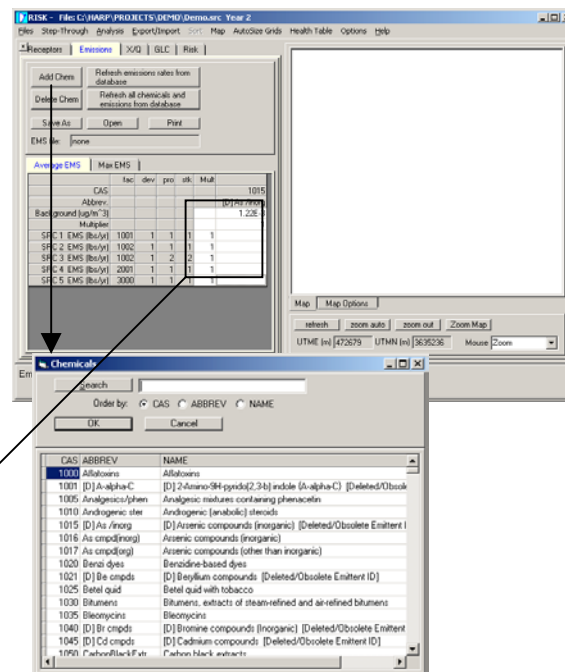 RISK - File: C:\HARP\PROJECTS\DEMO\Demo.src Year 2
Files Step-Through Analysis Export/Import Sort Map AutoSize Grids Health Table Options Help
Receptors Emissions X/Q GLC Risk
Add Chem Refresh emissions rates from database
Delete Chem Refresh all chemicals and emissions from database
Save As Open Print
EMS file: none
Average EMS Max EMS
fac dev pro stk Mult
CAS 1015
Abbrev. [D] As /inorg
Background (ug/m^3) 1.22E-3
Multiplier
SRC 1 EMS (lbs/yr) 1001 1 1 1 1
SRC 2 EMS (lbs/yr) 1002 1 1 1 1
SRC 3 EMS (lbs/yr) 1002 1 2 2 1
SRC 4 EMS (lbs/yr) 2001 1 1 1 1
SRC 5 EMS (lbs/yr) 3000 1 1 1 1
Map Map Options
refresh zoom auto zoom out Zoom Map
UTME (m) 472679 UTMN (m) 3635236 Mouse Zoom
Em
Chemicals
Search
Order by: CAS ABBREV NAME
OK Cancel
CAS ABBREV NAME
1000 Aflatoxins Aflatoxins
1001 [D] A-alpha-C [D] 2-Amino-9H-pyrido(2,3-b) indole (A-alpha-C) [Deleted/Obsole
1005 Analgesics/phen Analgesic mixtures containing phenacetin
1010 Androgenic ster Androgenic (anabolic) steroids
1015 [D] As /inorg [D] Arsenic compounds (inorganic) [Deleted/Obsolete Emittent I
1016 As cmpd(inorg) Arsenic compounds (inorganic)
1017 As cmpd(org) Arsenic compounds (other than inorganic)
1020 Benzi dyes Benzidine-based dyes
1021 [D] Be cmpds [D] Beryllium compounds [Deleted/Obsolete Emittent ID]
1025 Betel quid Betel quid with tobacco
1030 Bitumens Bitumens, extracts of steam-refined and air-refined bitumens
1035 Bleomycins Bleomycins
1040 [D] Br cmpds [D] Bromine compounds (Inorganic) [Deleted/Obsolete Emittent
1045 [D] Cd cmpds [D] Cadmium compounds [Deleted/Obsolete Emittent ID]
1050 CarbonBlackExtr Carbon black extracts